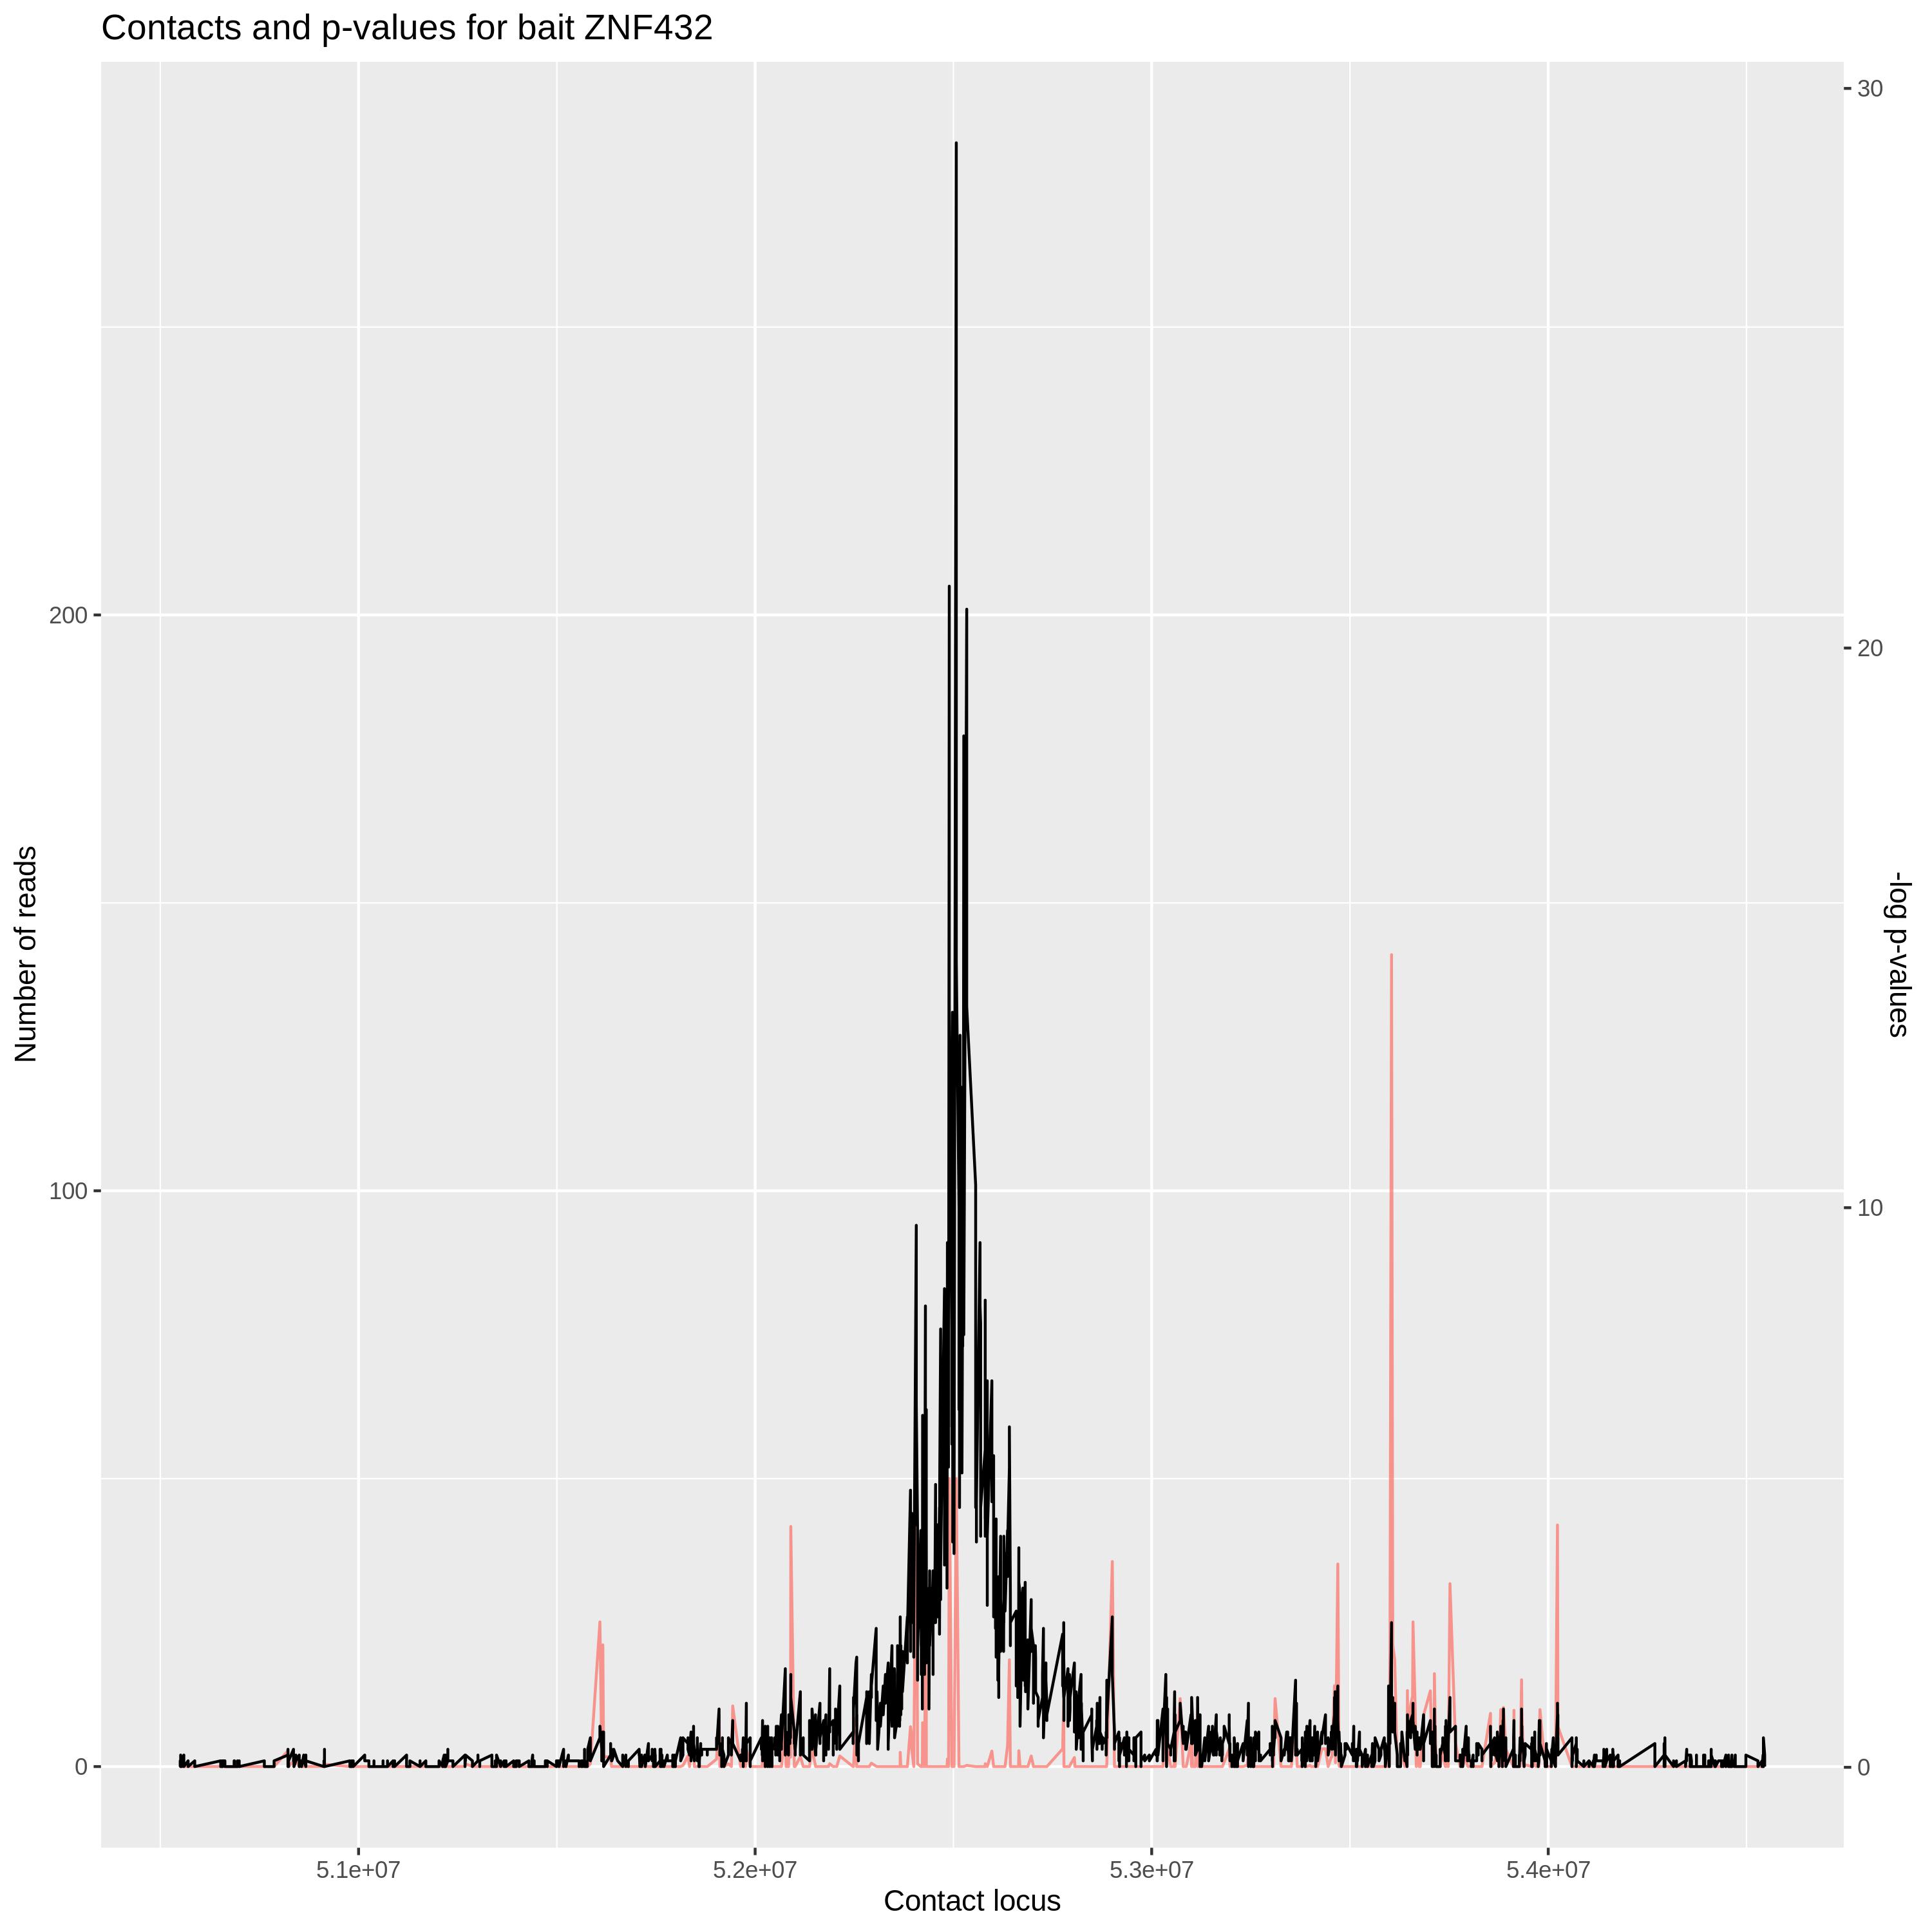 Contacts and p-values for bait ZNF432
30
200
20
Number of reads
-log p-values
100
10
0
0
5.1e+07
5.2e+07
5.3e+07
5.4e+07
Contact locus